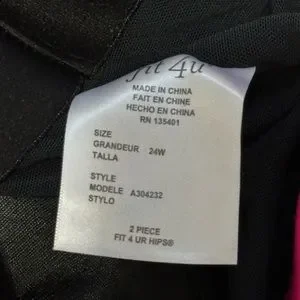 fit 4u
MADE IN CHINA
FAIT EN CHINE
HECHO EN CHINA
RN 135401
SIZE
GRANDEUR 24W
TALLA
STYLE
MODELE A304232
STYLO
2 PIECE
FIT 4 UR HIPS®